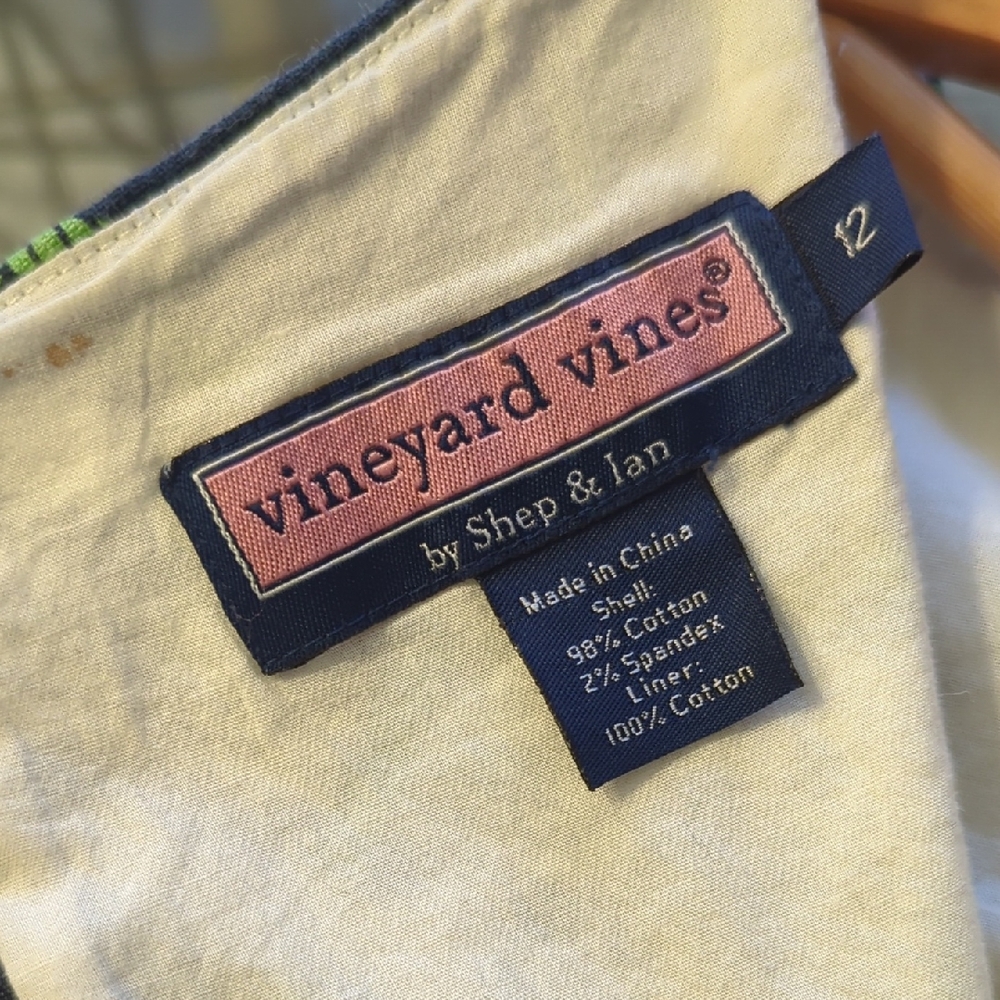 vineyard vines®
by Shep & Ian
12
Made in China
Shell:
98% Cotton
2% Spandex
Liner:
100% Cotton